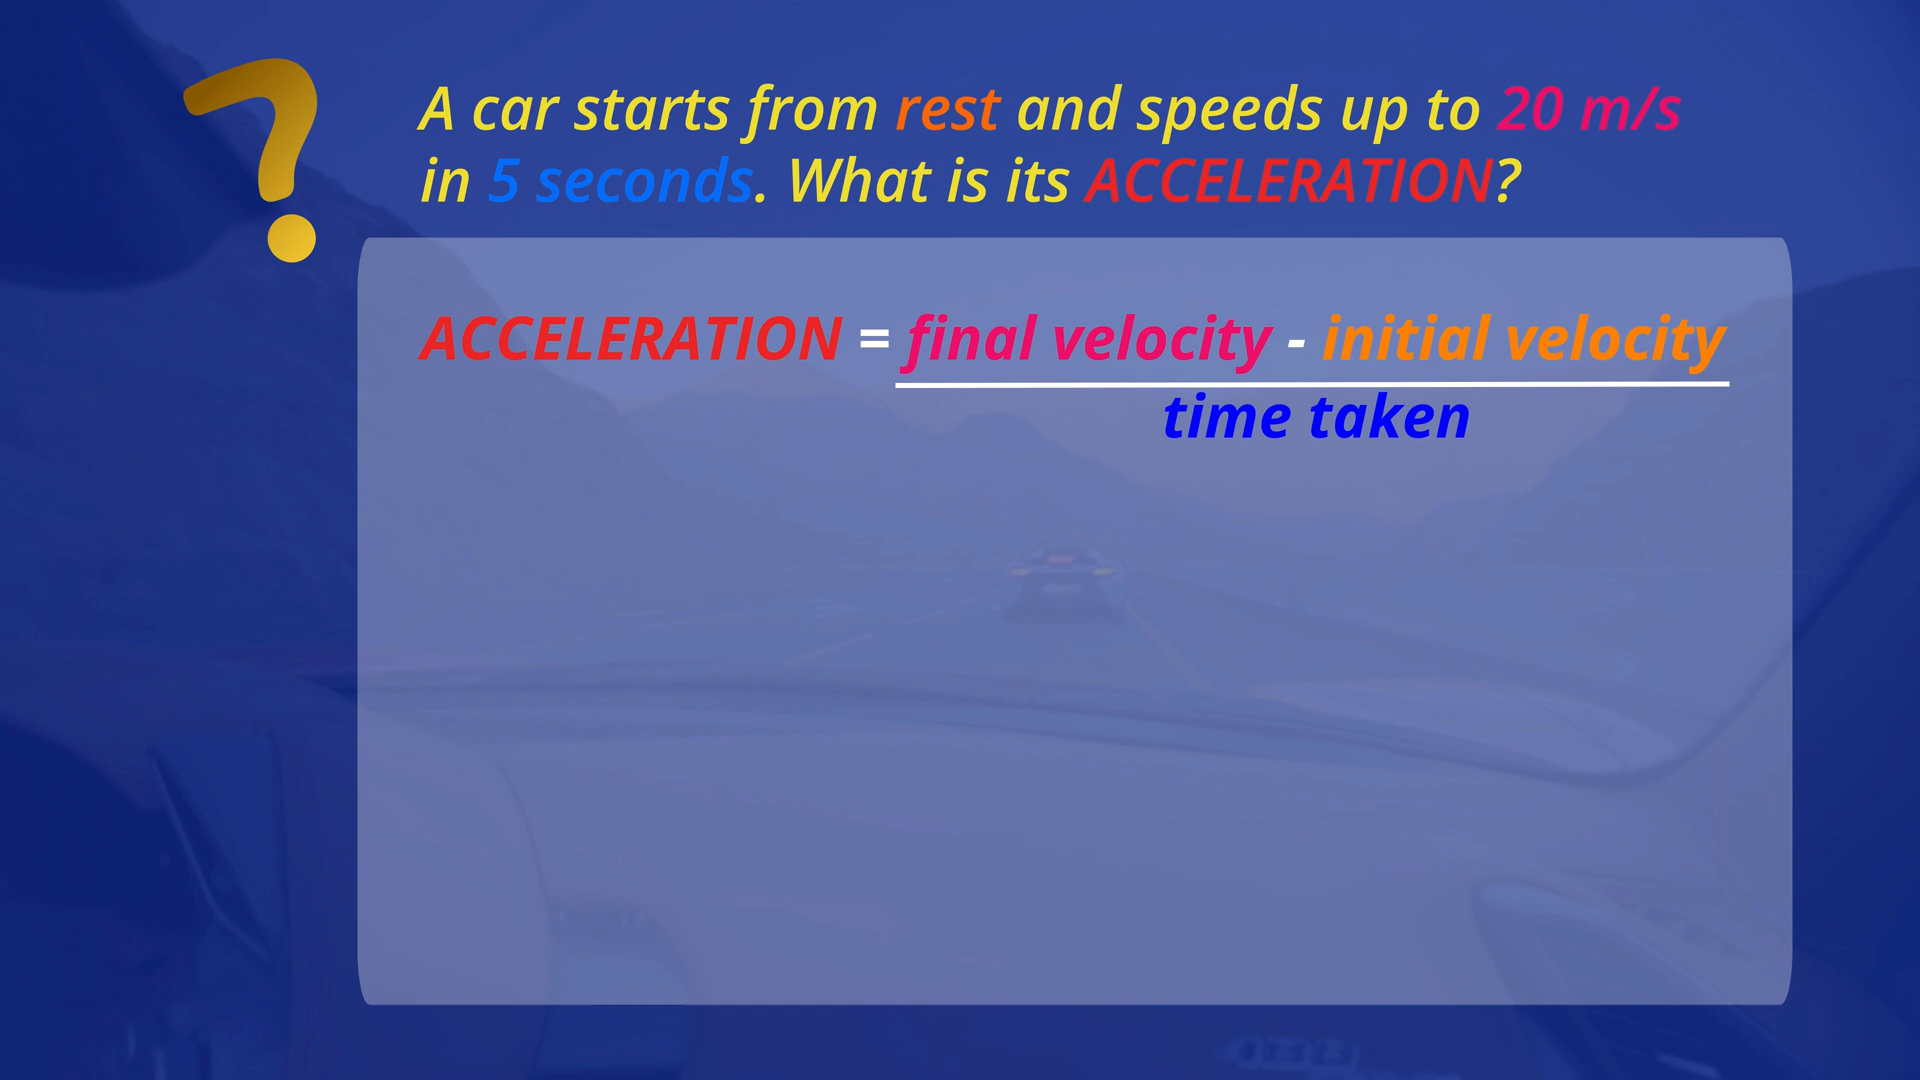 ?
A car starts from rest and speeds up to 20 m/s
in 5 seconds. What is its ACCELERATION?
ACCELERATION = final velocity - initial velocity
time taken